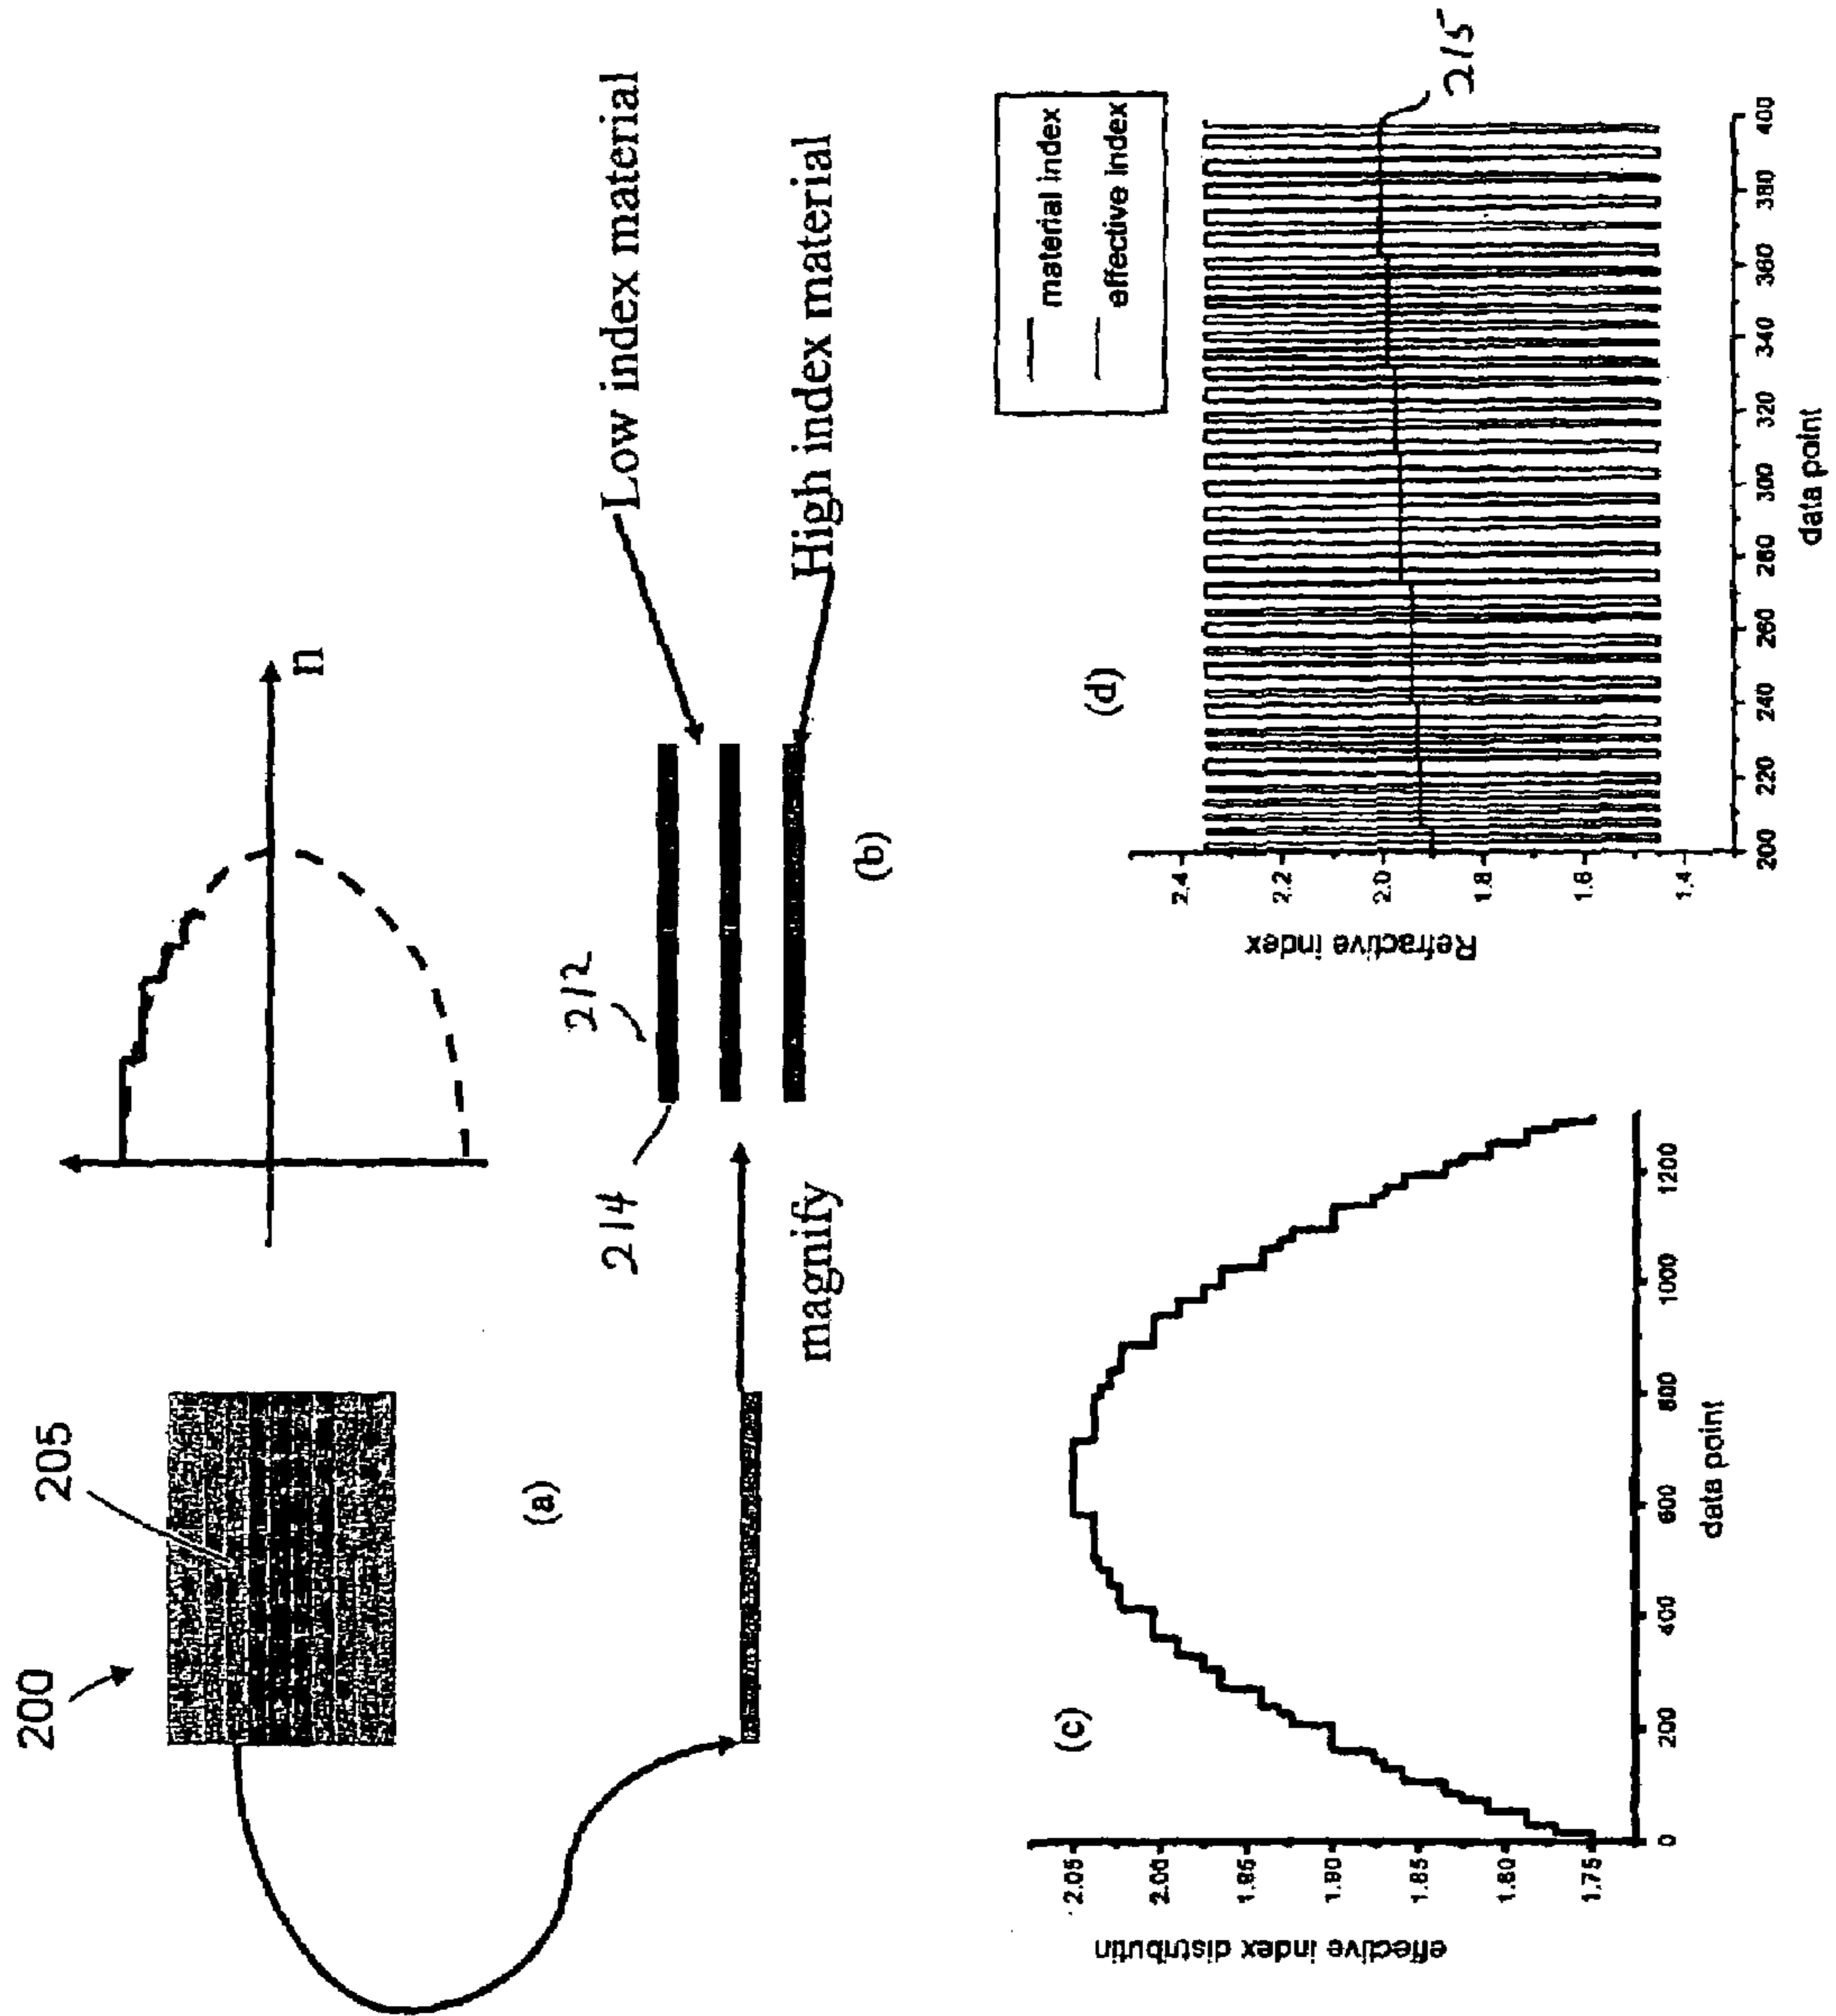 200
205
(a)
n
magnify
214
212
Low index material
High index material
(b)
(c)
effective index distributin
2.05
2.00
1.95
1.90
1.85
1.80
1.75
0 200 400 600 800 1000 1200
data point
(d)
material index
effective index
Refractive index
2.4
2.2
2.0
1.8
1.6
1.4
200 220 240 260 280 300 320 340 360 380 400
data point
215